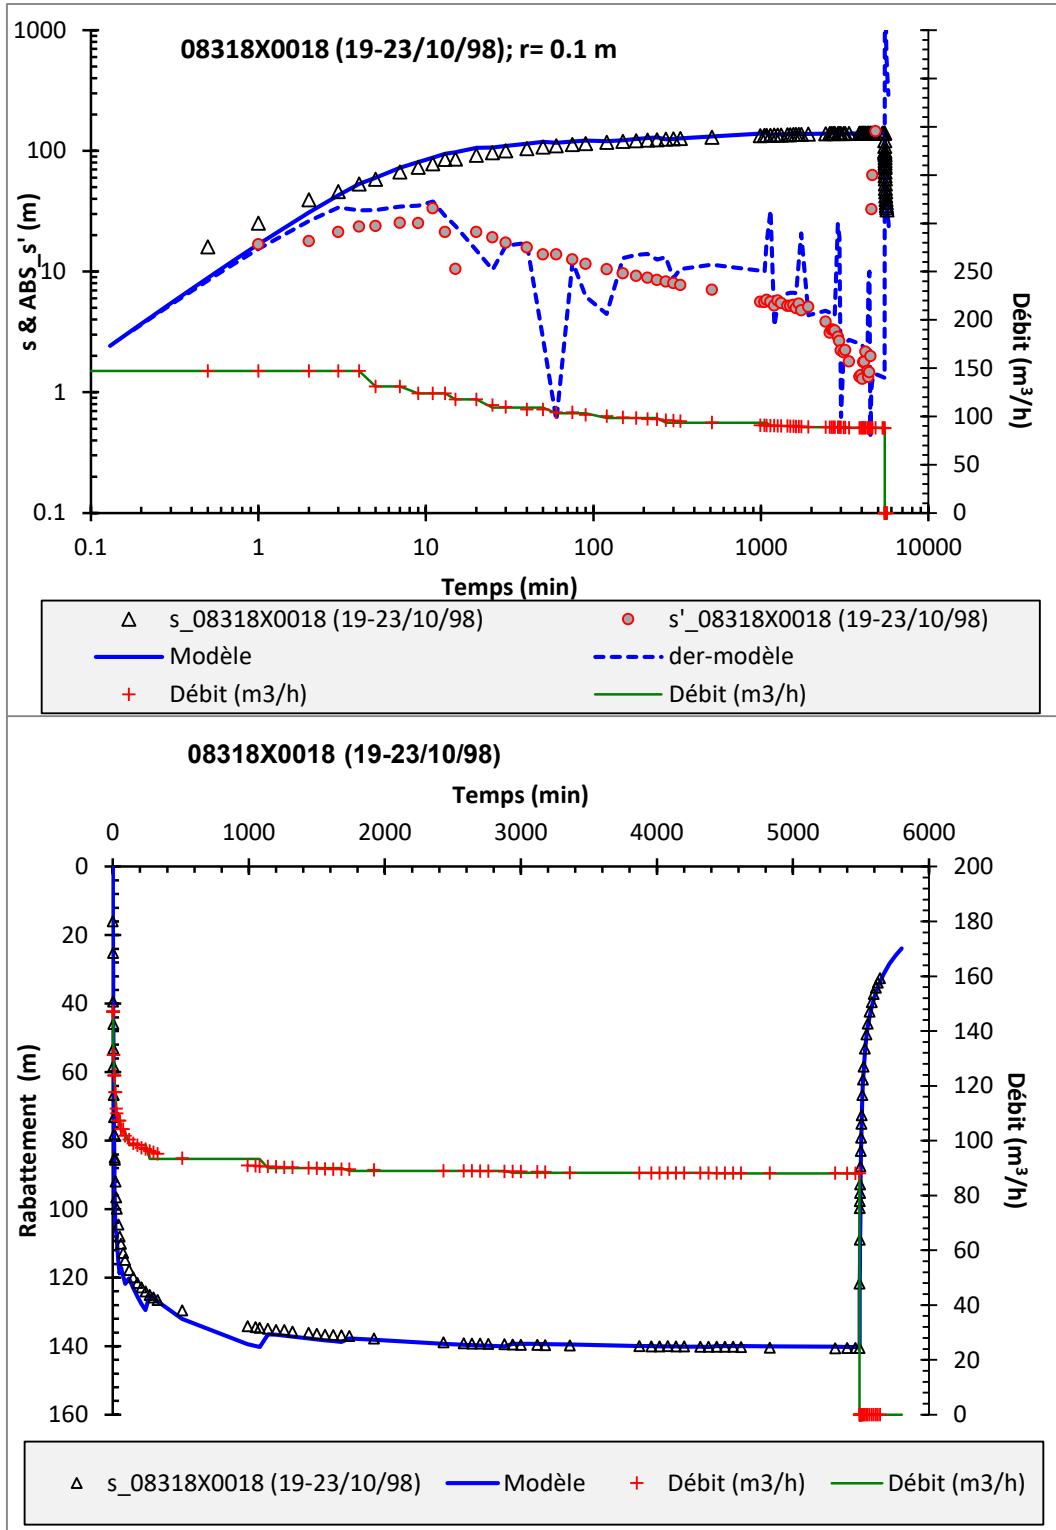 08318X0018 (19-23/10/98); r= 0.1 m
1000
100
10
1
0.1
s & ABS_s' (m)
250
200
150
100
50
0
Débit (m³/h)
0.1 1 10 100 1000 10000
Temps (min)
s_08318X0018 (19-23/10/98) s'_08318X0018 (19-23/10/98)
Modèle der-modèle
Débit (m3/h) Débit (m3/h)
08318X0018 (19-23/10/98)
Temps (min)
0 1000 2000 3000 4000 5000 6000
0
20
40
60
80
100
120
140
160
Rabattement (m)
200
180
160
140
120
100
80
60
40
20
0
Débit (m³/h)
s_08318X0018 (19-23/10/98) Modèle Débit (m3/h) Débit (m3/h)